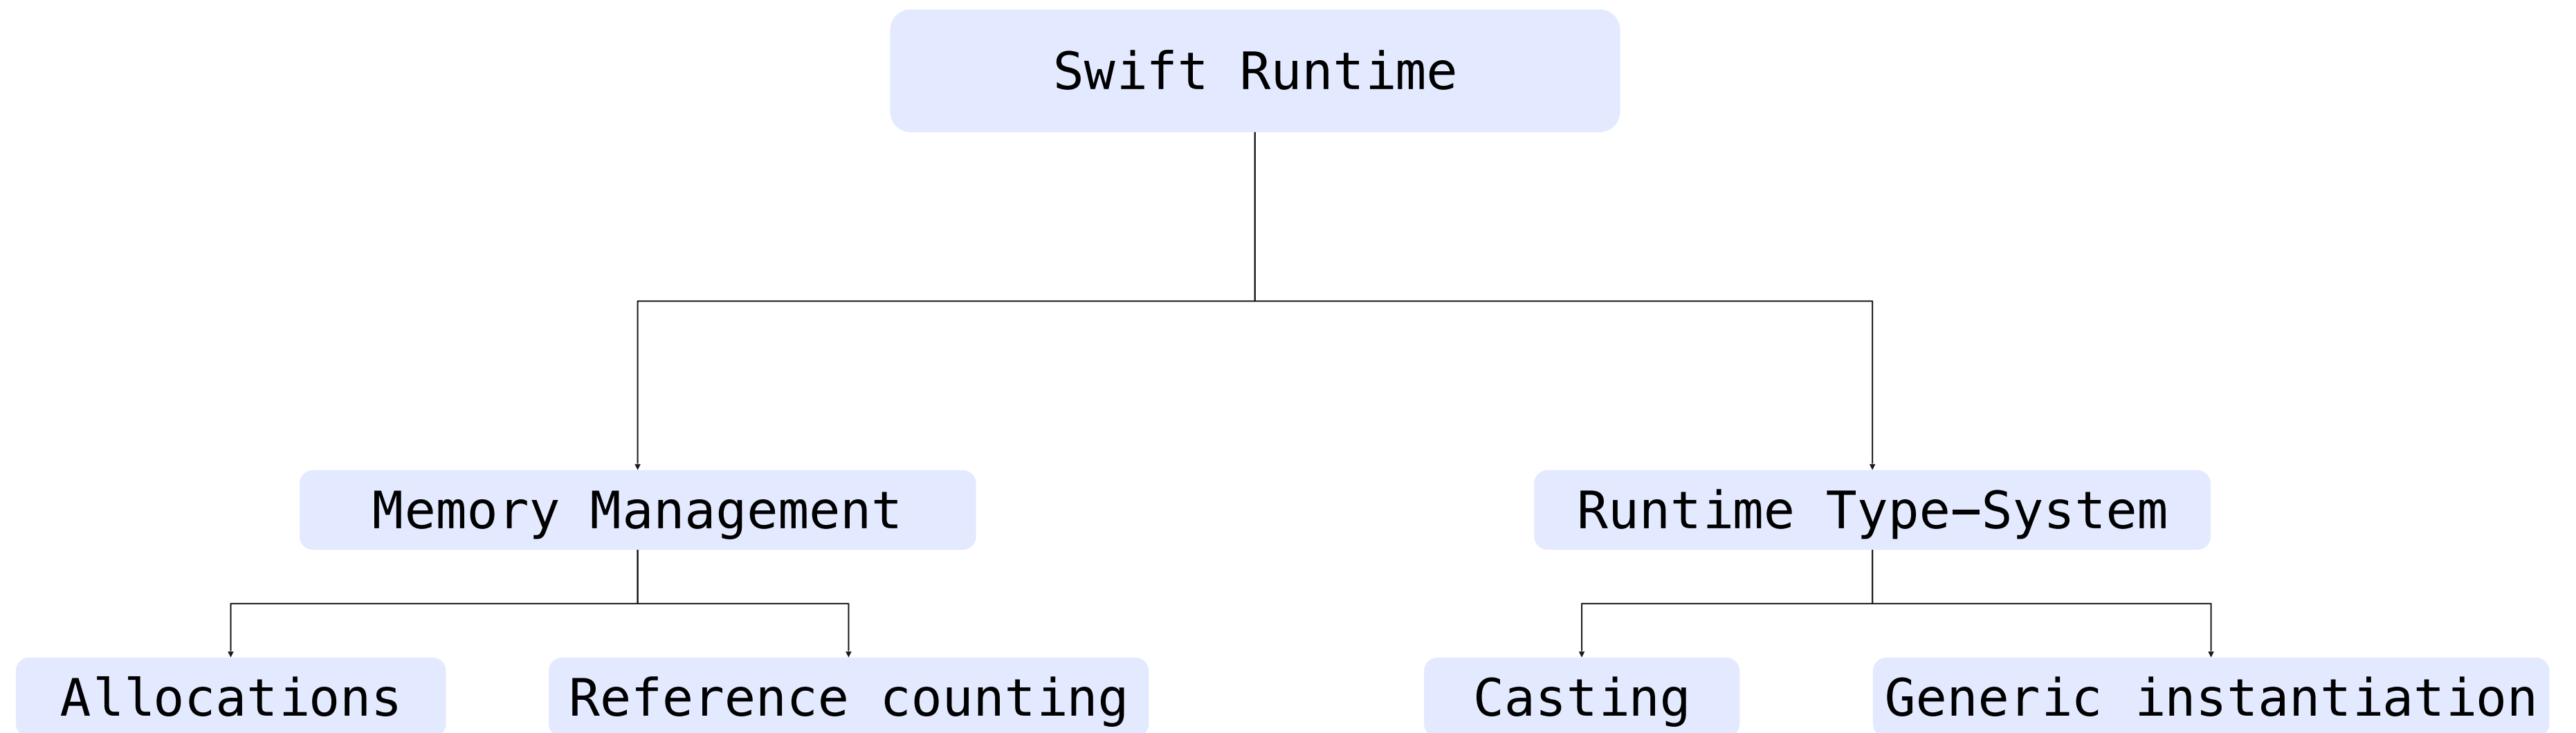 Swift Runtime
Memory Management
Runtime Type-System
Allocations
Reference counting
Casting
Generic instantiation